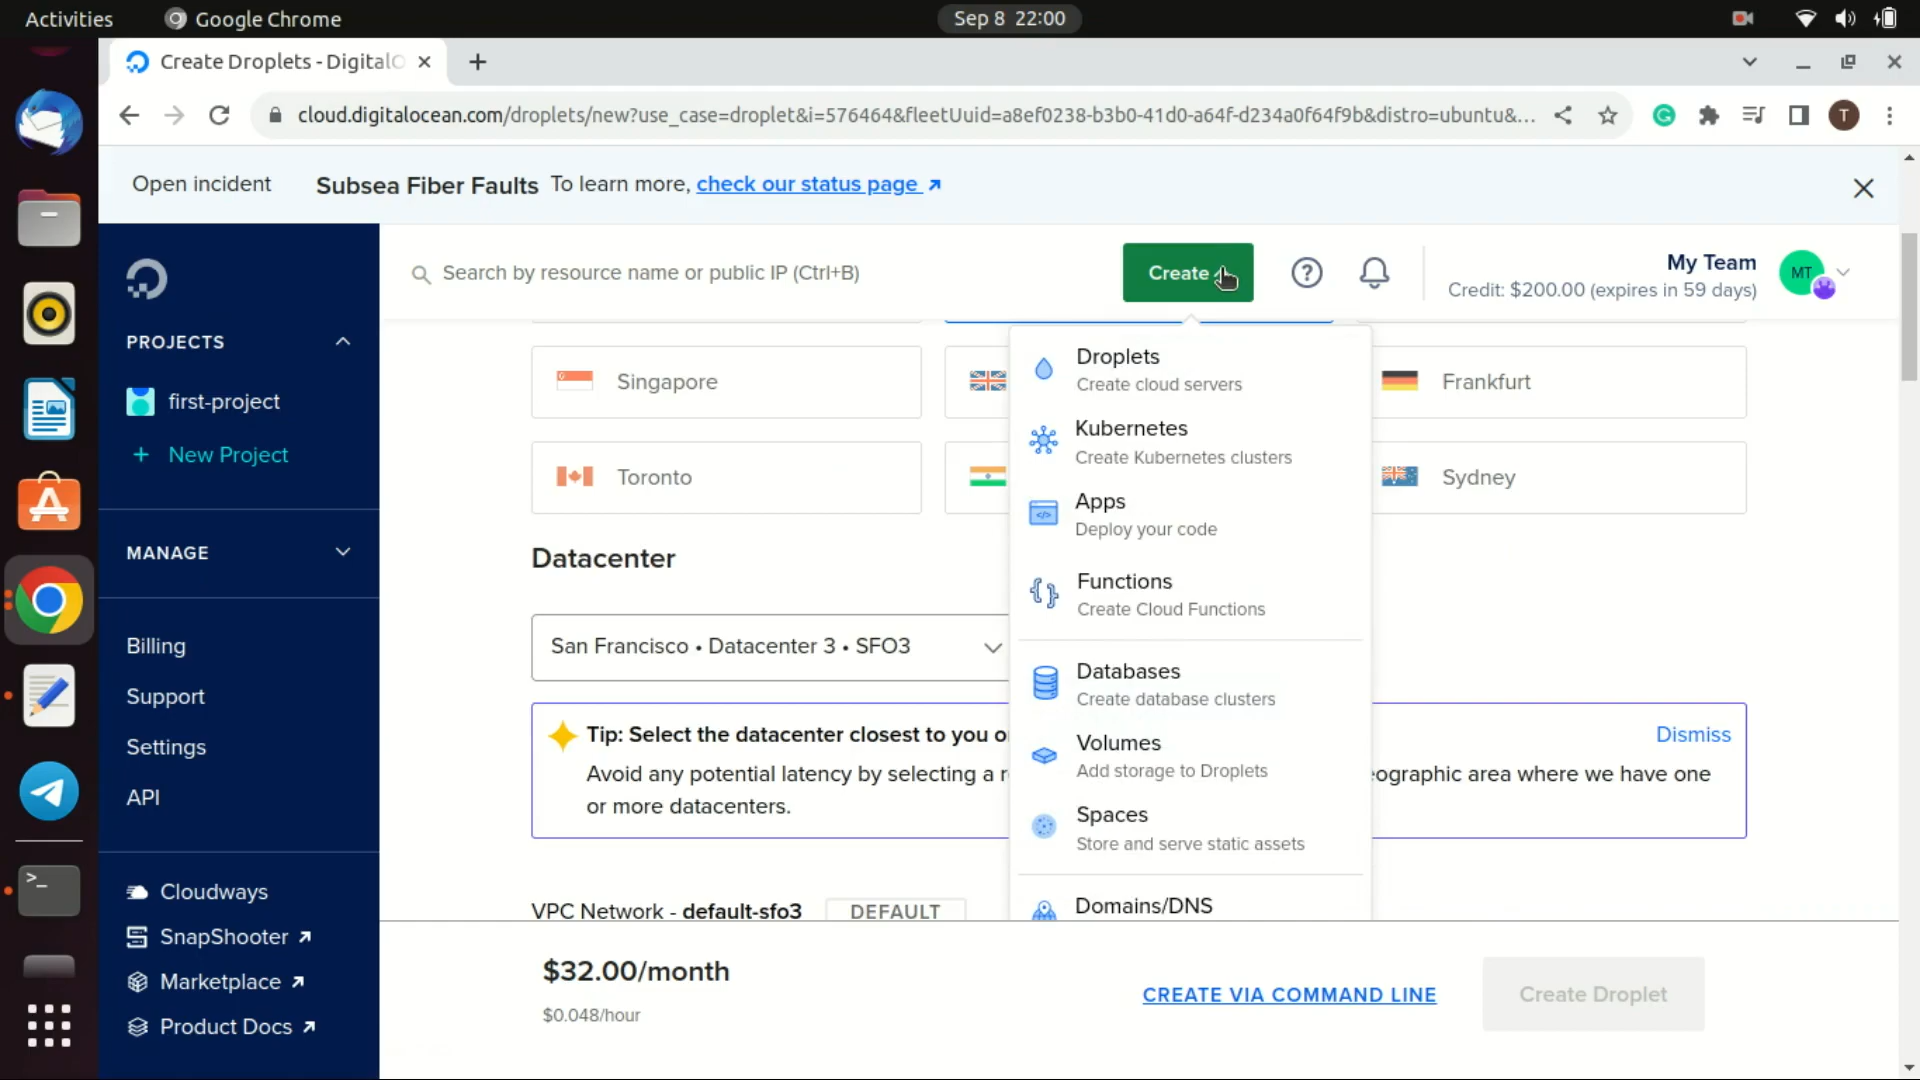 Activities
Google Chrome
Sep 8 22:00
Create Droplets - DigitalO
cloud.digitalocean.com/droplets/new?use_case=droplet&i=576464&fleetUuid=a8ef0238-b3b0-41d0-a64f-d234a0f64f9b&distro=ubuntu&...
T
Open incident
Subsea Fiber Faults To learn more, check our status page
Search by resource name or public IP (Ctrl+B)
Create
My Team
Credit: $200.00 (expires in 59 days)
MT
PROJECTS
first-project
+ New Project
MANAGE
Billing
Support
Settings
API
Cloudways
SnapShooter
Marketplace
Product Docs
Singapore
Frankfurt
Toronto
Sydney
Datacenter
San Francisco • Datacenter 3 • SFO3
Tip: Select the datacenter closest to you
Dismiss
Avoid any potential latency by selecting a
eographic area where we have one
or more datacenters.
VPC Network - default-sfo3
DEFAULT
Droplets
Create cloud servers
Kubernetes
Create Kubernetes clusters
Apps
Deploy your code
Functions
Create Cloud Functions
Databases
Create database clusters
Volumes
Add storage to Droplets
Spaces
Store and serve static assets
Domains/DNS
$32.00/month
$0.048/hour
CREATE VIA COMMAND LINE
Create Droplet